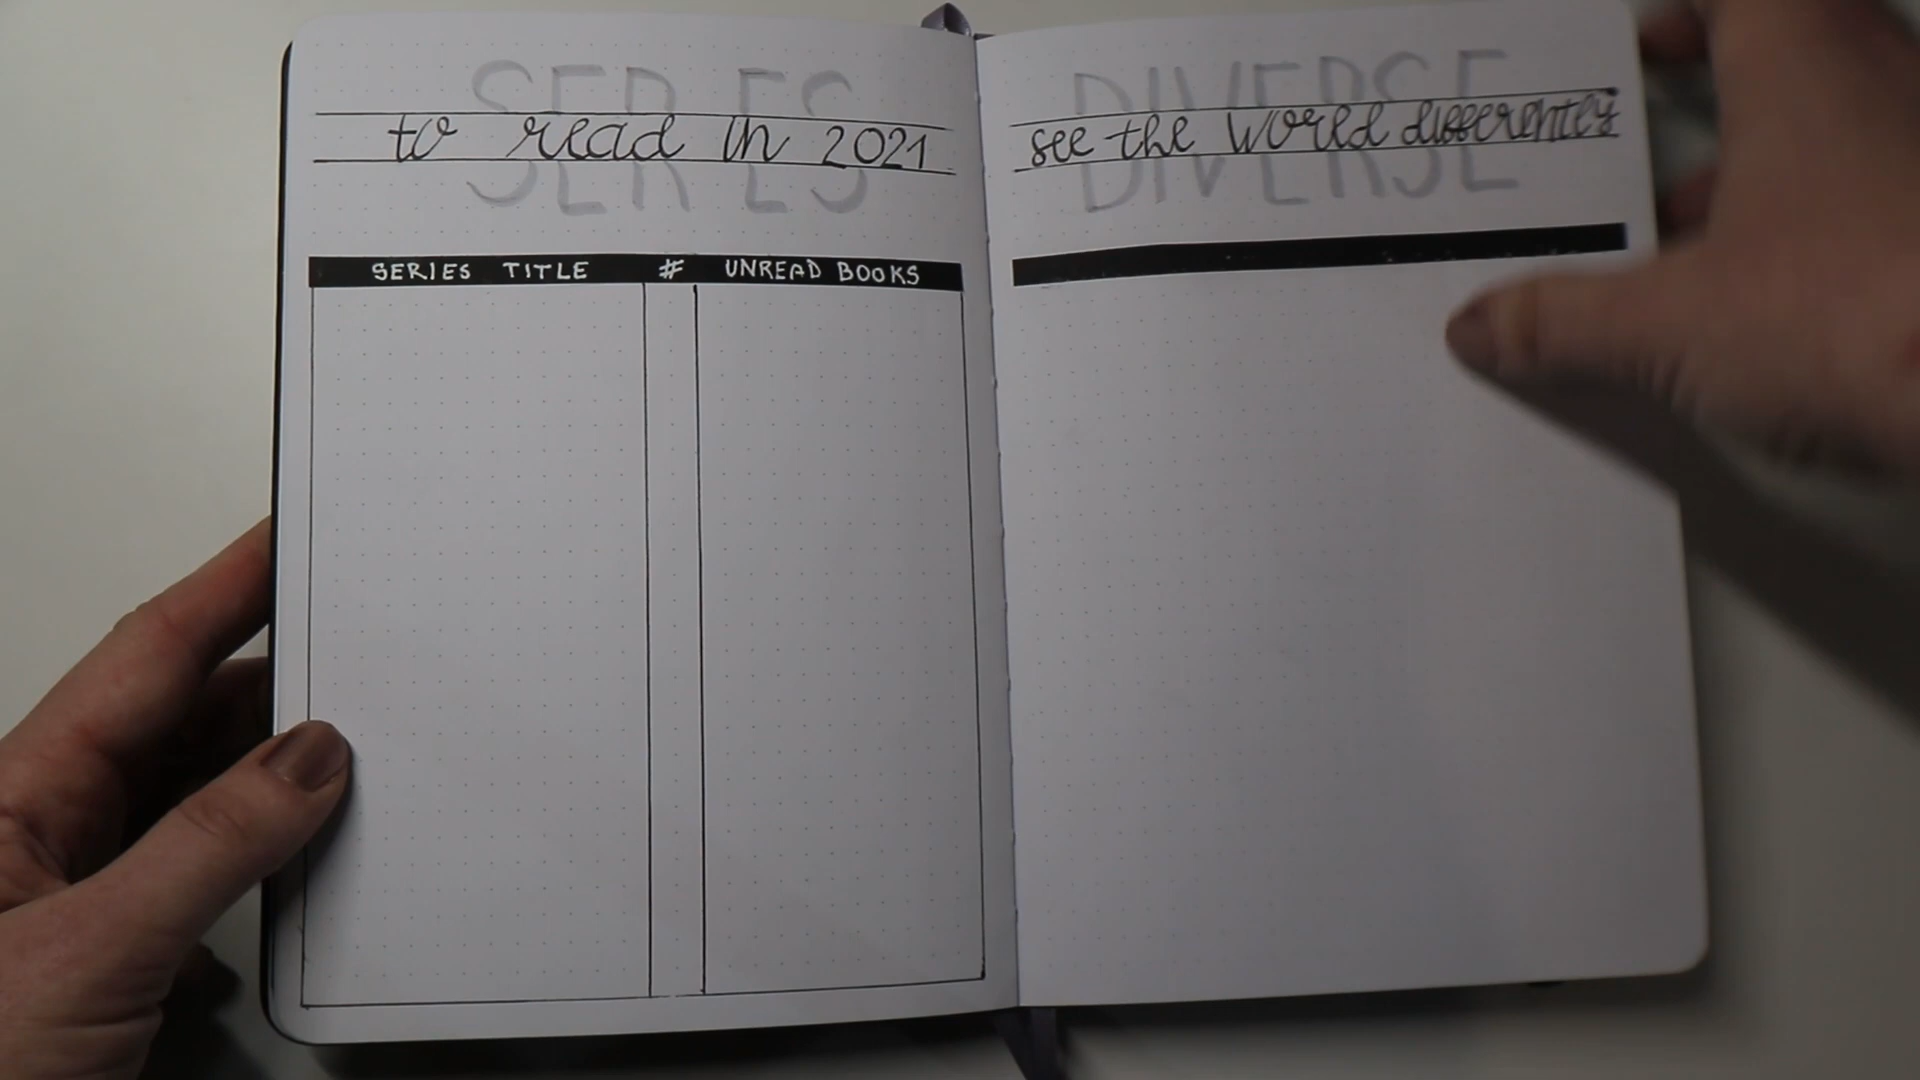 SERIES
to read in 2021
SERIES TITLE # UNREAD BOOKS
DIVERSE
see the world differently